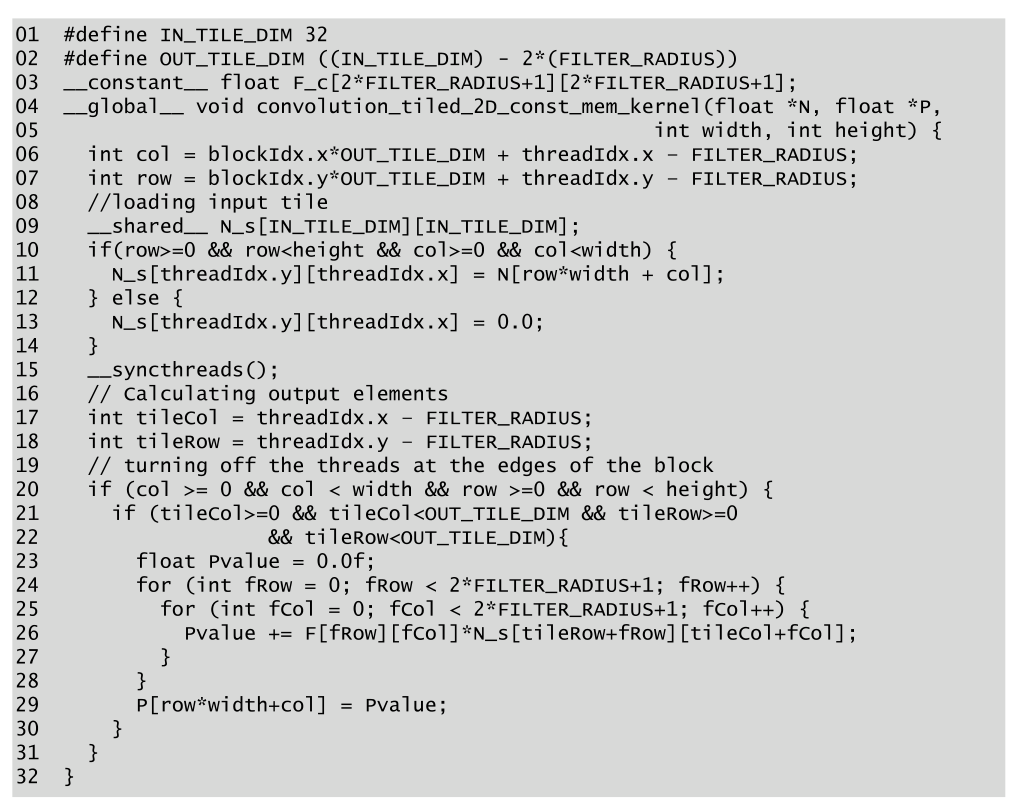 01 #define IN_TILE_DIM 32
02 #define OUT_TILE_DIM ((IN_TILE_DIM) - 2*(FILTER_RADIUS))
03 __constant__ float F_c[2*FILTER_RADIUS+1][2*FILTER_RADIUS+1];
04 __global__ void convolution_tiled_2D_const_mem_kernel(float *N, float *P,
05                                                  int width, int height) {
06   int col = blockIdx.x*OUT_TILE_DIM + threadIdx.x - FILTER_RADIUS;
07   int row = blockIdx.y*OUT_TILE_DIM + threadIdx.y - FILTER_RADIUS;
08   //loading input tile
09   __shared__ N_s[IN_TILE_DIM][IN_TILE_DIM];
10   if(row>=0 && row<height && col>=0 && col<width) {
11     N_s[threadIdx.y][threadIdx.x] = N[row*width + col];
12   } else {
13     N_s[threadIdx.y][threadIdx.x] = 0.0;
14   }
15   __syncthreads();
16   // Calculating output elements
17   int tileCol = threadIdx.x - FILTER_RADIUS;
18   int tileRow = threadIdx.y - FILTER_RADIUS;
19   // turning off the threads at the edges of the block
20   if (col >= 0 && col < width && row >=0 && row < height) {
21     if (tileCol>=0 && tileCol<OUT_TILE_DIM && tileRow>=0
22                  && tileRow<OUT_TILE_DIM){
23       float Pvalue = 0.0f;
24       for (int fRow = 0; fRow < 2*FILTER_RADIUS+1; fRow++) {
25         for (int fCol = 0; fCol < 2*FILTER_RADIUS+1; fCol++) {
26           Pvalue += F[fRow][fCol]*N_s[tileRow+fRow][tileCol+fCol];
27         }
28       }
29       P[row*width+col] = Pvalue;
30     }
31   }
32 }